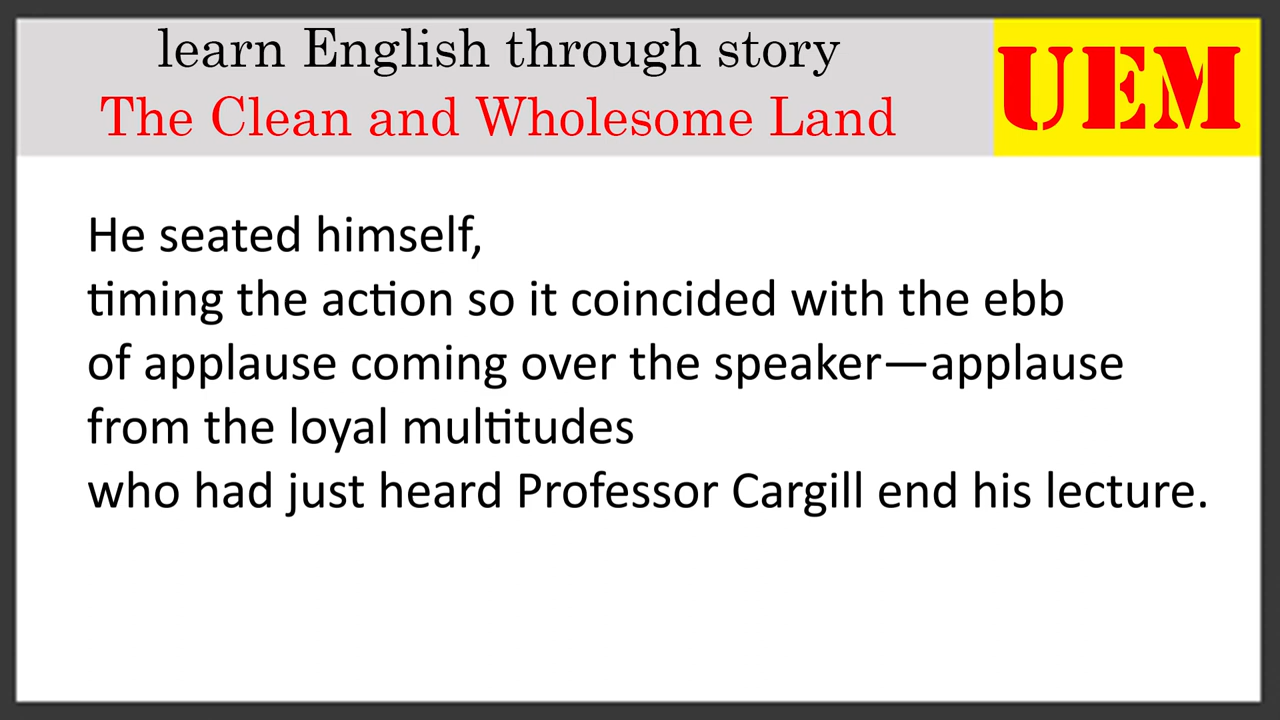 learn English through story
The Clean and Wholesome Land
UEM
He seated himself,
timing the action so it coincided with the ebb
of applause coming over the speaker—applause
from the loyal multitudes
who had just heard Professor Cargill end his lecture.